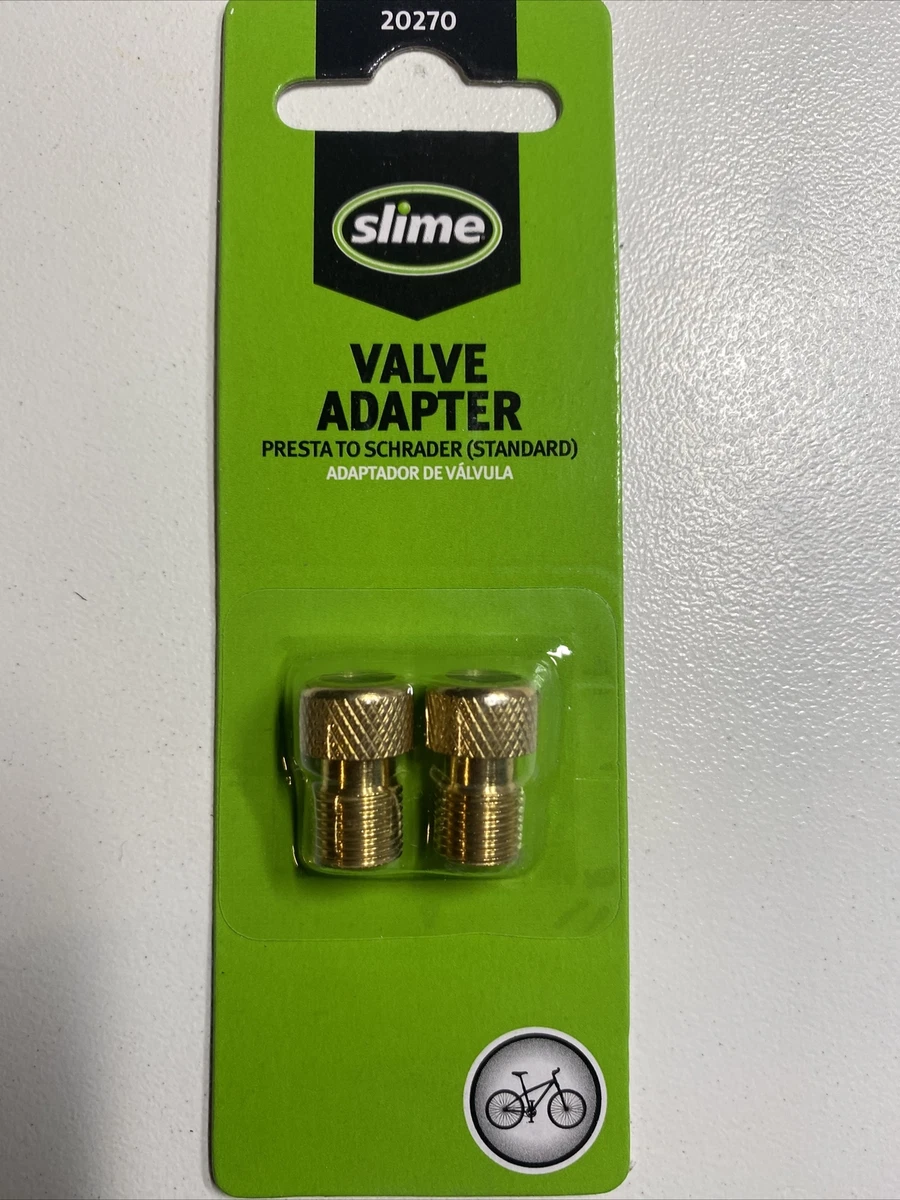 20270
slime
VALVE
ADAPTER
PRESTA TO SCHRADER (STANDARD)
ADAPTADOR DE VÁLVULA